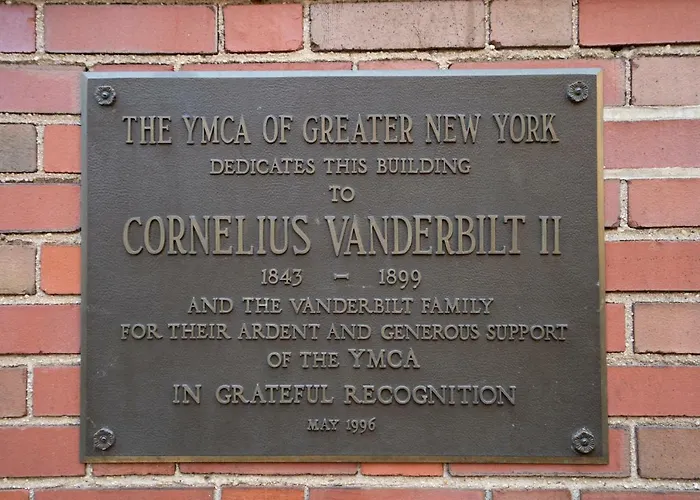 THE YMCA OF GREATER NEW YORK
DEDICATES THIS BUILDING
TO
CORNELIUS VANDERBILT II
1843 - 1899
AND THE VANDERBILT FAMILY
FOR THEIR ARDENT AND GENEROUS SUPPORT
OF THE YMCA
IN GRATEFUL RECOGNITION
MAY 1996